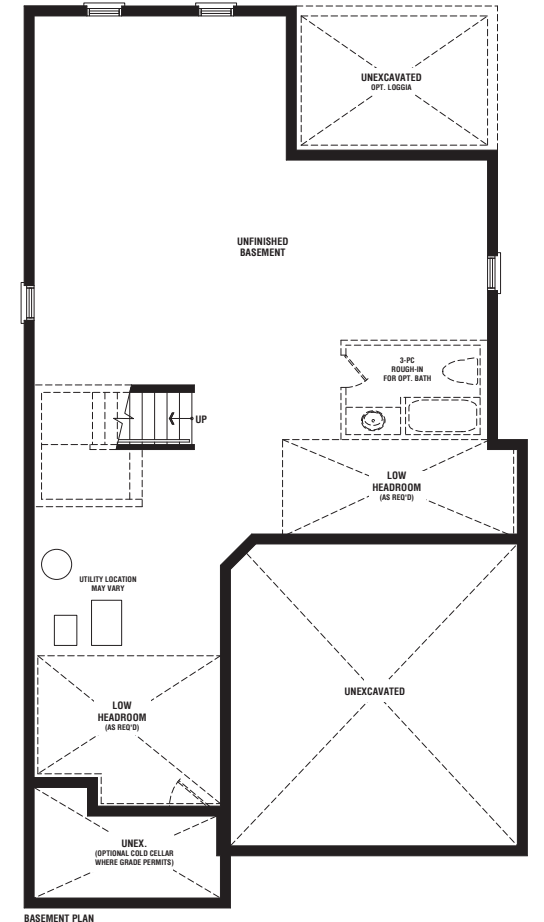 UNEXCAVATED
OPT. LOGGIA
UNFINISHED
BASEMENT
3-PC
ROUGH-IN
FOR OPT. BATH
UP
LOW
HEADROOM
(AS REQ'D)
UTILITY LOCATION
MAY VARY
UNEXCAVATED
LOW
HEADROOM
(AS REQ'D)
UNEX.
(OPTIONAL COLD CELLAR
WHERE GRADE PERMITS)
BASEMENT PLAN